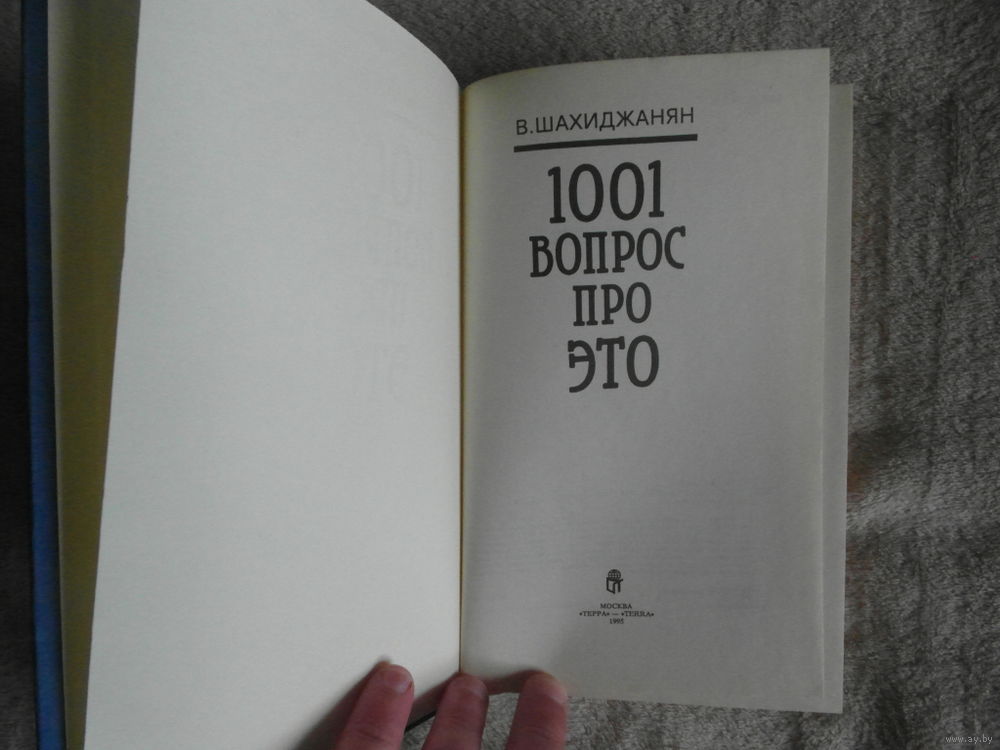 В.ШАХИДЖАНЯН
1001
ВОПРОС
ПРО
ЭТО
МОСКВА
«ТЕРРА» — «TERRA»
1995
www.ay.by